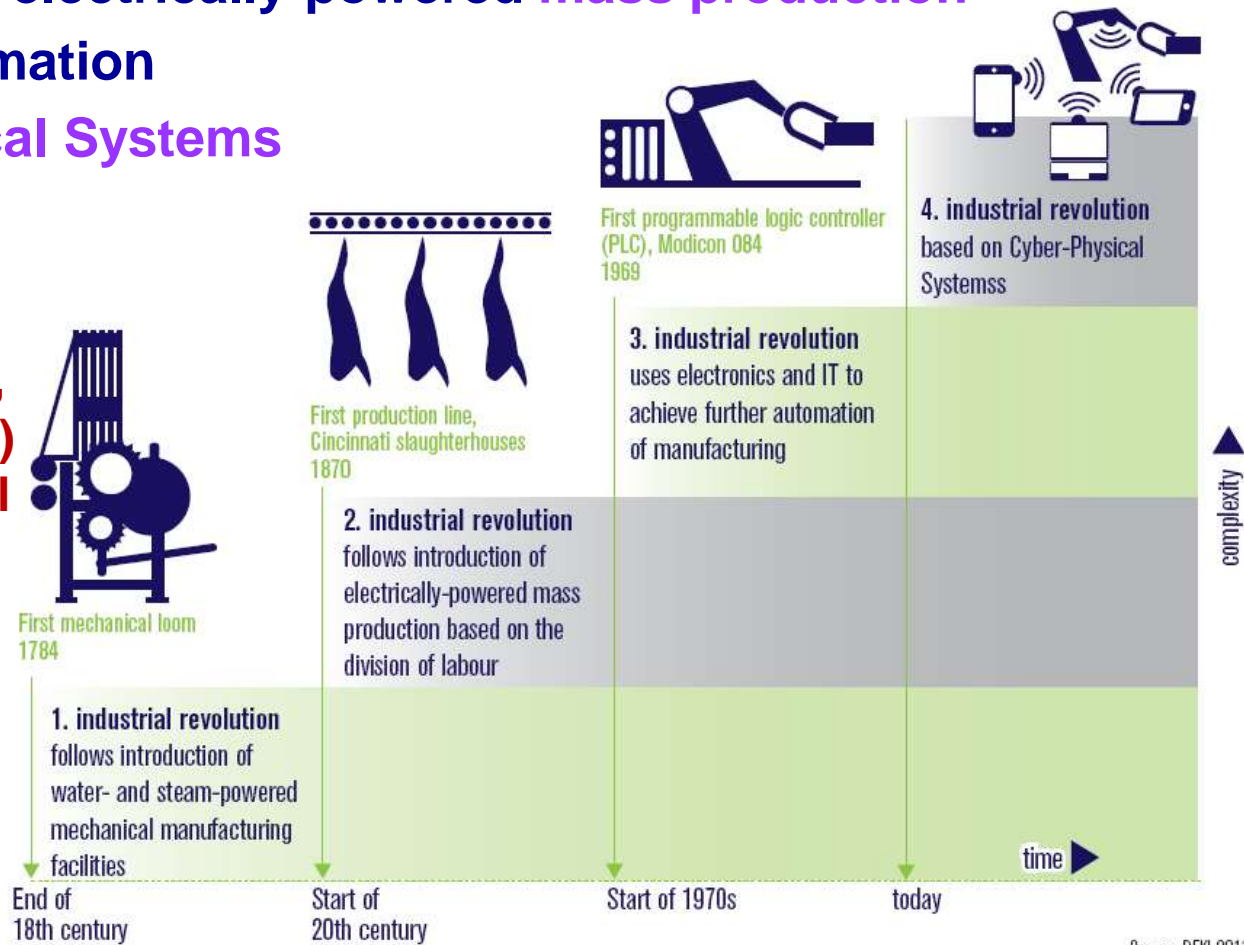 electrically powered mass production
mation
cal Systems
First programmable logic controller
(PLC), Modicon 084
1969
4. industrial revolution
based on Cyber-Physical
Systemss
3. industrial revolution
uses electronics and IT to
achieve further automation
of manufacturing
First production line,
Cincinnati slaughterhouses
1870
)
l
2. industrial revolution
follows introduction of
electrically-powered mass
production based on the
division of labour
complexity
First mechanical loom
1784
1. industrial revolution
follows introduction of
water- and steam-powered
mechanical manufacturing
facilities
time
End of
18th century
Start of
20th century
Start of 1970s
today